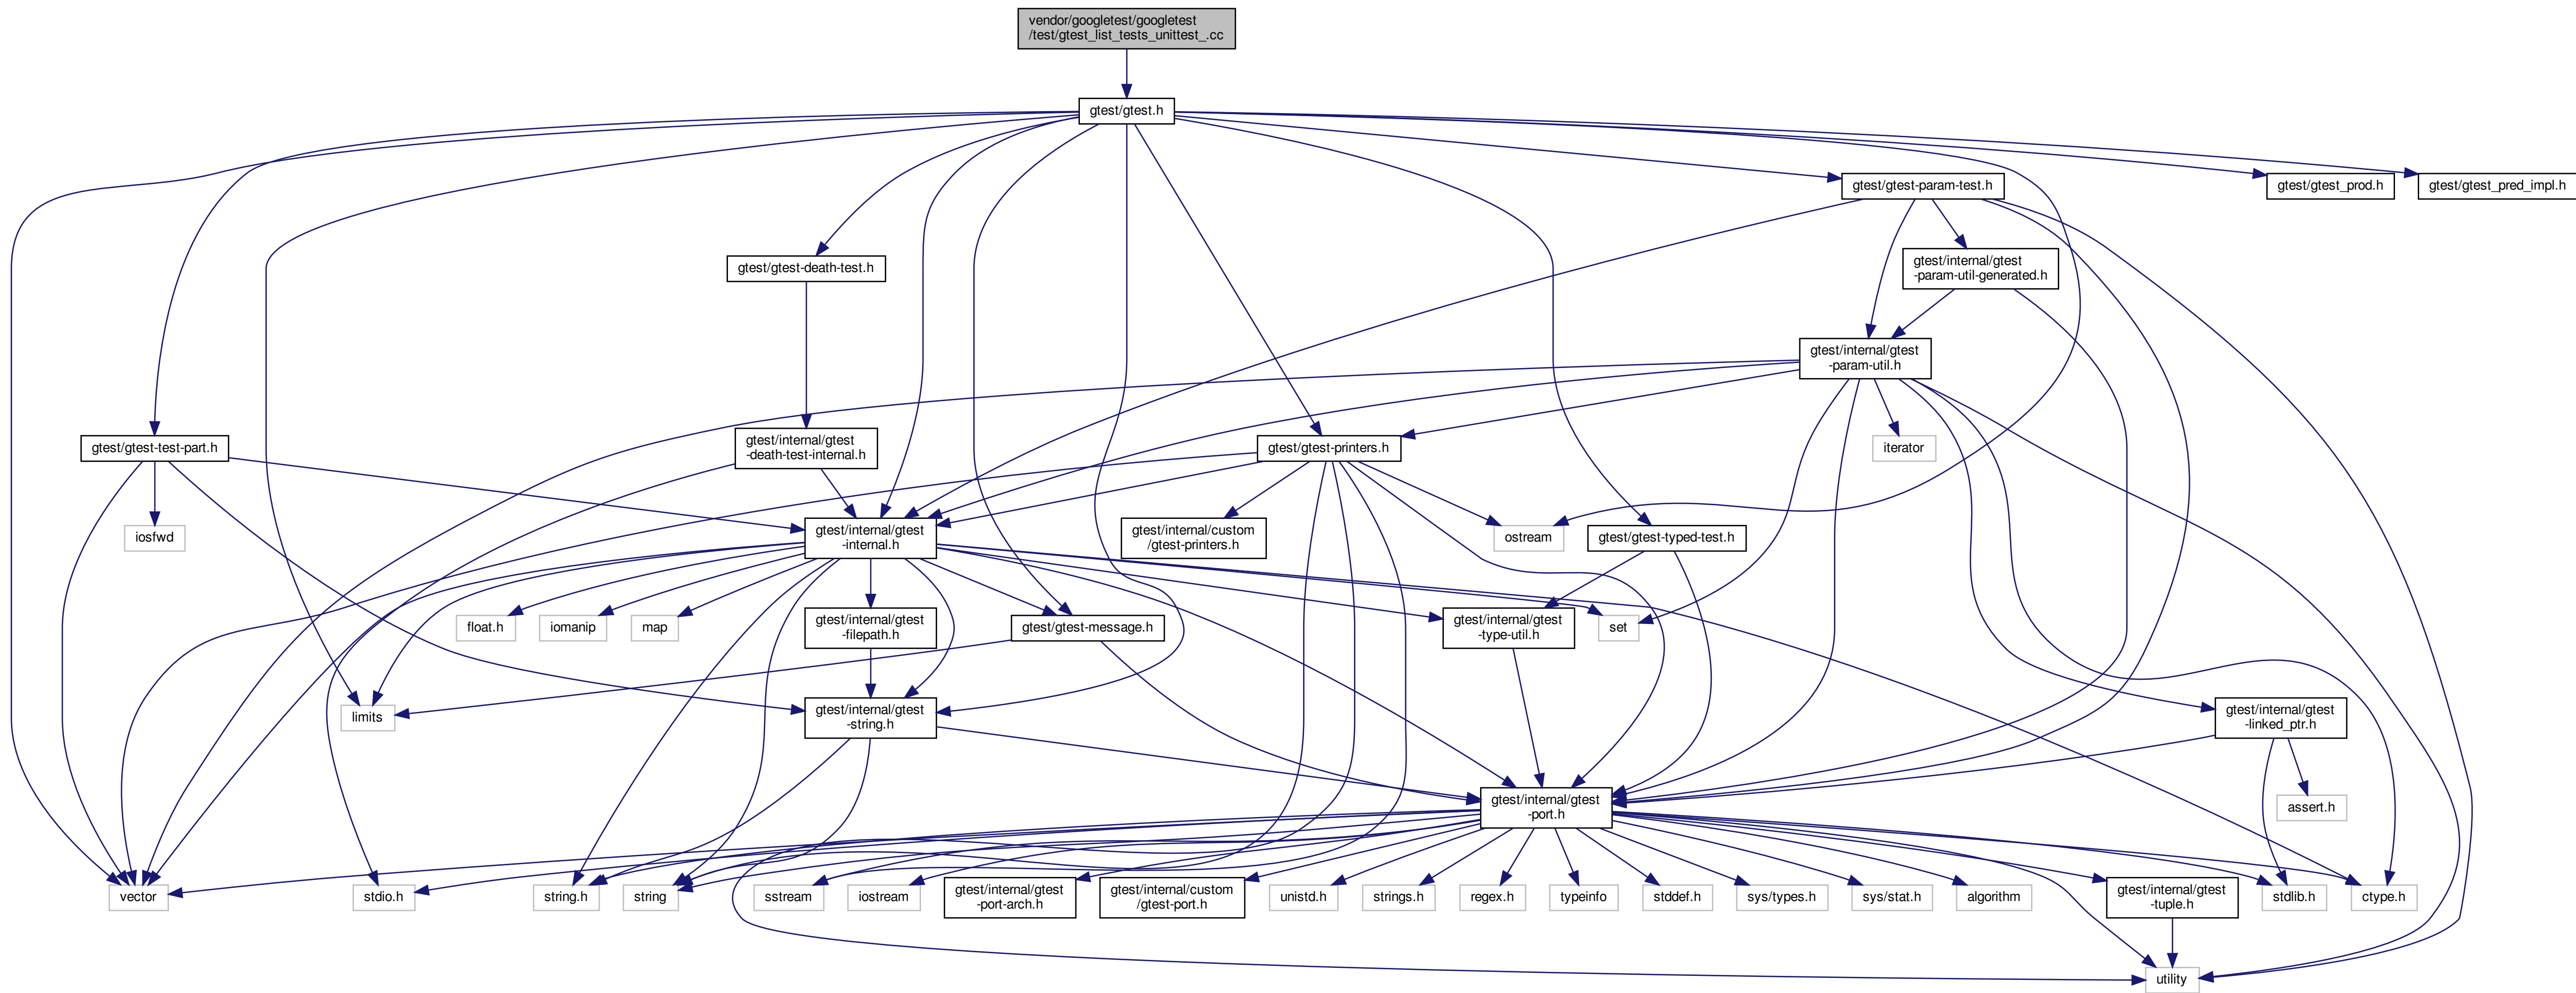 vendor/googletest/googletest
/test/gtest_list_tests_unittest_.cc
gtest/gtest.h
gtest/gtest-param-test.h
gtest/gtest_prod.h
gtest/gtest_pred_impl.h
gtest/gtest-death-test.h
gtest/internal/gtest
-param-util-generated.h
gtest/internal/gtest
-param-util.h
gtest/gtest-test-part.h
gtest/internal/gtest
-death-test-internal.h
gtest/gtest-printers.h
iterator
iosfwd
gtest/internal/gtest
-internal.h
gtest/internal/custom
/gtest-printers.h
ostream
gtest/gtest-typed-test.h
float.h
iomanip
map
gtest/internal/gtest
-filepath.h
gtest/gtest-message.h
gtest/internal/gtest
-type-util.h
set
limits
gtest/internal/gtest
-string.h
gtest/internal/gtest
-linked_ptr.h
gtest/internal/gtest
-port.h
assert.h
vector
stdio.h
string.h
string
sstream
iostream
gtest/internal/gtest
-port-arch.h
gtest/internal/custom
/gtest-port.h
unistd.h
strings.h
regex.h
typeinfo
stddef.h
sys/types.h
sys/stat.h
algorithm
gtest/internal/gtest
-tuple.h
stdlib.h
ctype.h
utility